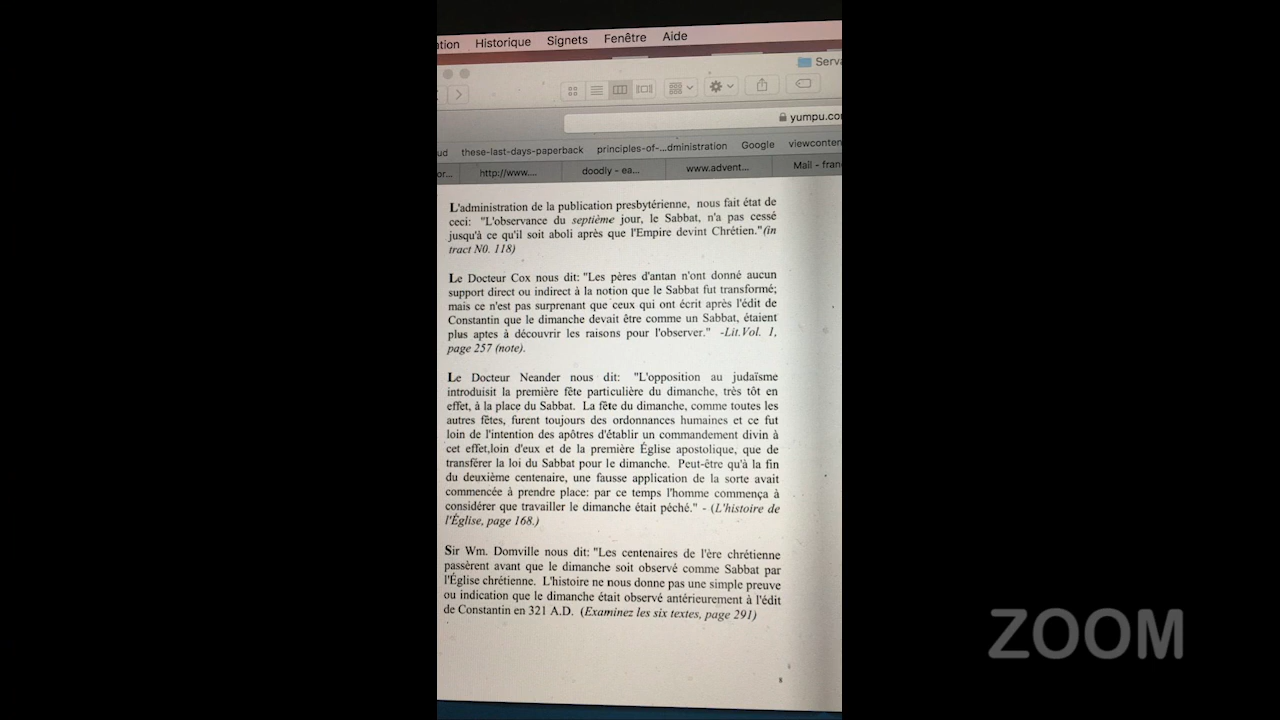 ation Historique Signets Fenêtre Aide
Serva
yumpu.co
ud these-last-days-paperback principles-of-...dministration Google viewconten
or... http://www.... doodly - ea... www.advent... Mail - fran
L'administration de la publication presbytérienne, nous fait état de
ceci: "L'observance du septième jour, le Sabbat, n'a pas cessé
jusqu'à ce qu'il soit aboli après que l'Empire devint Chrétien."(in
tract N0. 118)
Le Docteur Cox nous dit: "Les pères d'antan n'ont donné aucun
support direct ou indirect à la notion que le Sabbat fut transformé;
mais ce n'est pas surprenant que ceux qui ont écrit après l'édit de
Constantin que le dimanche devait être comme un Sabbat, étaient
plus aptes à découvrir les raisons pour l'observer." -Lit.Vol. 1,
page 257 (note).
Le Docteur Neander nous dit: "L'opposition au judaïsme
introduisit la première fête particulière du dimanche, très tôt en
effet, à la place du Sabbat. La fête du dimanche, comme toutes les
autres fêtes, furent toujours des ordonnances humaines et ce fut
loin de l'intention des apôtres d'établir un commandement divin à
cet effet,loin d'eux et de la première Église apostolique, que de
transférer la loi du Sabbat pour le dimanche. Peut-être qu'à la fin
du deuxième centenaire, une fausse application de la sorte avait
commencée à prendre place: par ce temps l'homme commença à
considérer que travailler le dimanche était péché." - (L'histoire de
l'Église, page 168.)
Sir Wm. Domville nous dit: "Les centenaires de l'ère chrétienne
passèrent avant que le dimanche soit observé comme Sabbat par
l'Église chrétienne. L'histoire ne nous donne pas une simple preuve
ou indication que le dimanche était observé antérieurement à l'édit
de Constantin en 321 A.D. (Examinez les six textes, page 291)
ZOOM